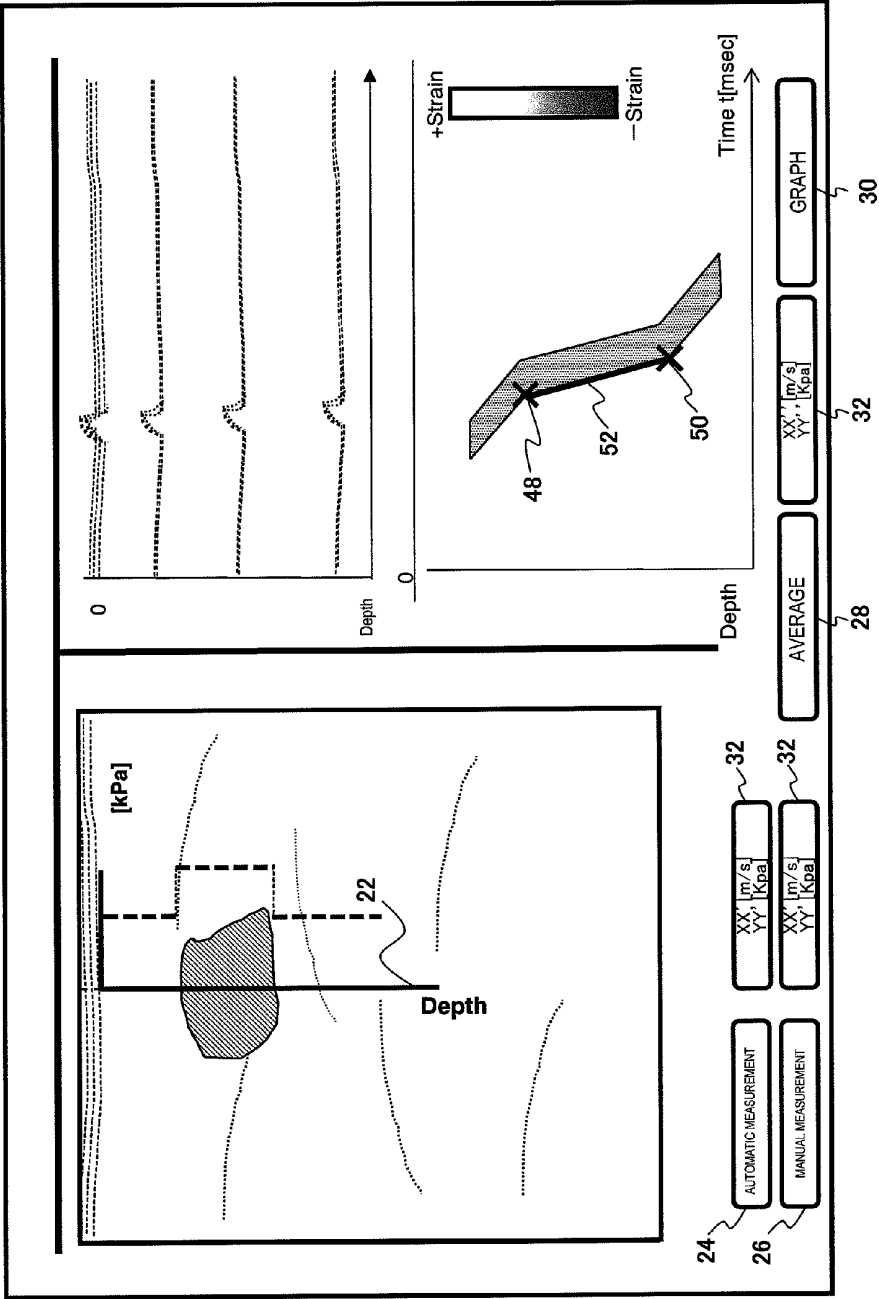 [kPa]
22
Depth
0
Depth
0
+Strain
−Strain
48
52
50
Time t[msec]
Depth
24
AUTOMATIC MEASUREMENT
XX' [m/s]
YY' [Kpa]
32
26
MANUAL MEASUREMENT
XX' [m/s]
YY' [Kpa]
32
AVERAGE
28
XX'' [m/s]
YY'' [Kpa]
32
GRAPH
30